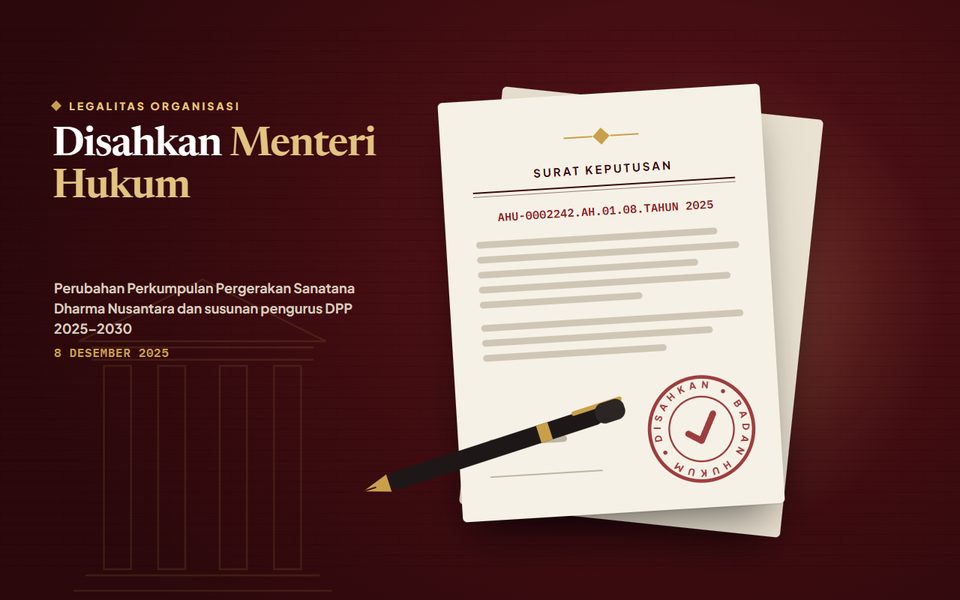 LEGALITAS ORGANISASI
Disahkan Menteri
Hukum
Perubahan Perkumpulan Pergerakan Sanatana
Dharma Nusantara dan susunan pengurus DPP
2025–2030
8 DESEMBER 2025
SURAT KEPUTUSAN
AHU-0002242.AH.01.08.TAHUN 2025
DISAHKAN • BADAN HUKUM •